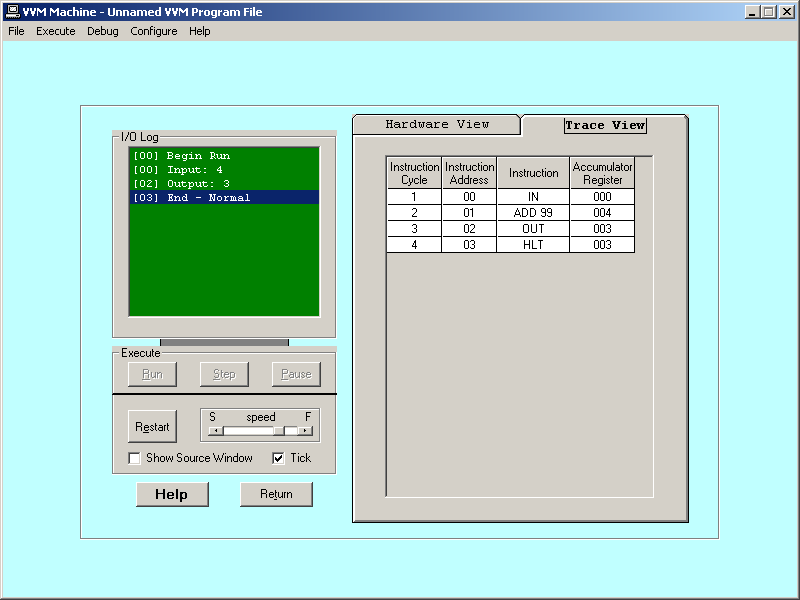 VVM Machine - Unnamed VVM Program File
File Execute Debug Configure Help
I/O Log
[00] Begin Run
[00] Input: 4
[02] Output: 3
[03] End - Normal
Execute
Run Step Pause
Restart
S speed F
Show Source Window Tick
Help Return
Hardware View Trace View
Instruction Cycle Instruction Address Instruction Accumulator Register
1 00 IN 000
2 01 ADD 99 004
3 02 OUT 003
4 03 HLT 003